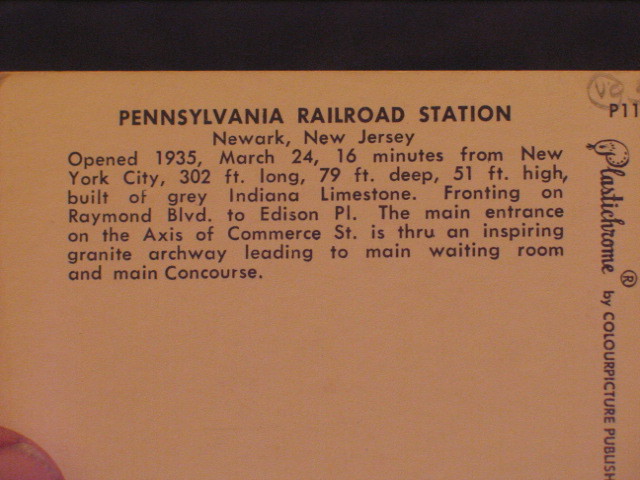 PENNSYLVANIA RAILROAD STATION
Newark, New Jersey
Opened 1935, March 24, 16 minutes from New
York City, 302 ft. long, 79 ft. deep, 51 ft. high,
built of grey Indiana Limestone. Fronting on
Raymond Blvd. to Edison Pl. The main entrance
on the Axis of Commerce St. is thru an inspiring
granite archway leading to main waiting room
and main Concourse.
P11
Plastichrome ® by COLOURPICTURE PUBLISH